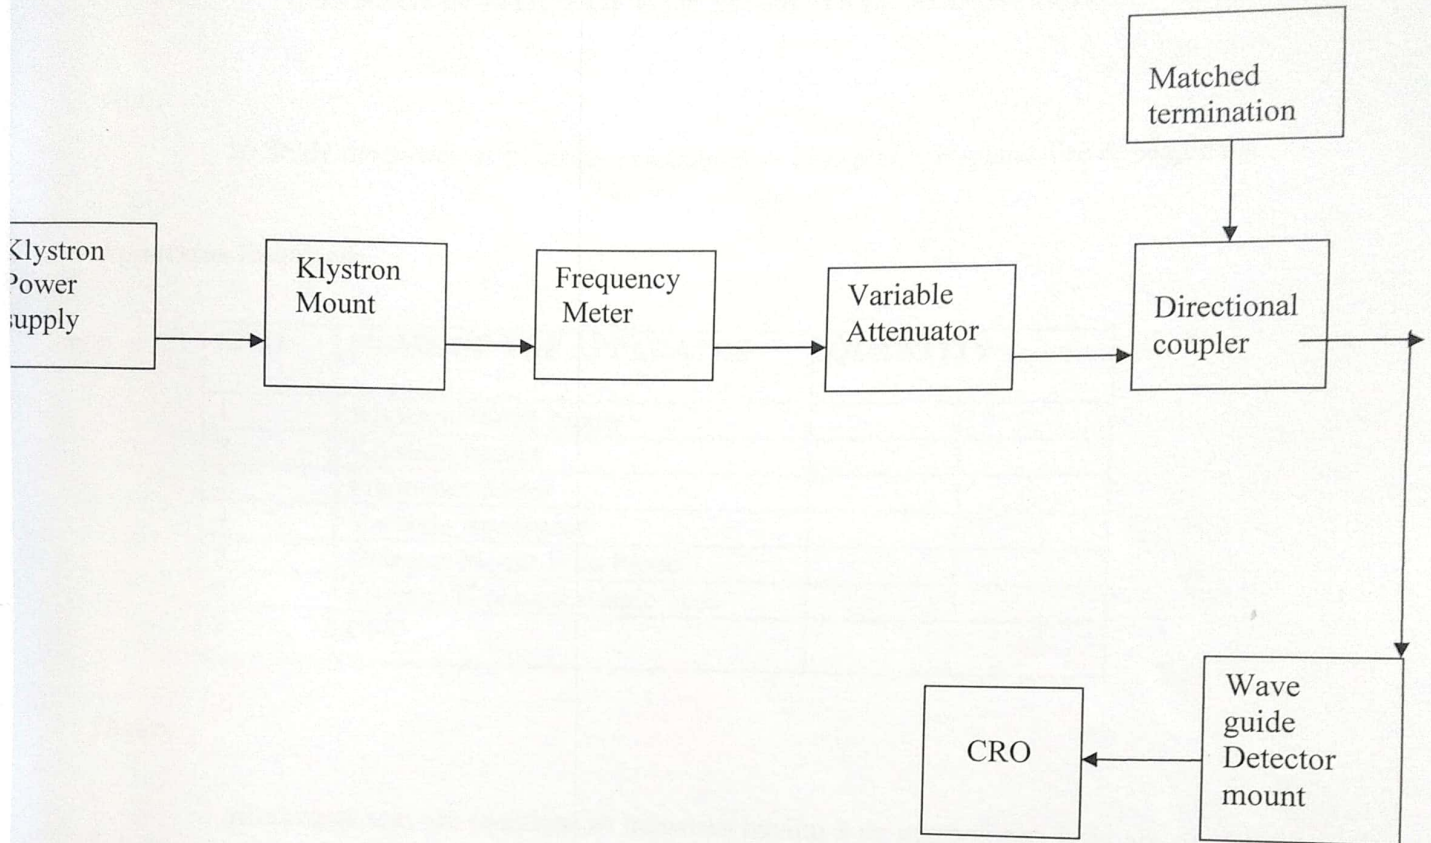 Matched
termination
Klystron
Power
supply
Klystron
Mount
Frequency
Meter
Variable
Attenuator
Directional
coupler
Wave
guide
Detector
mount
CRO